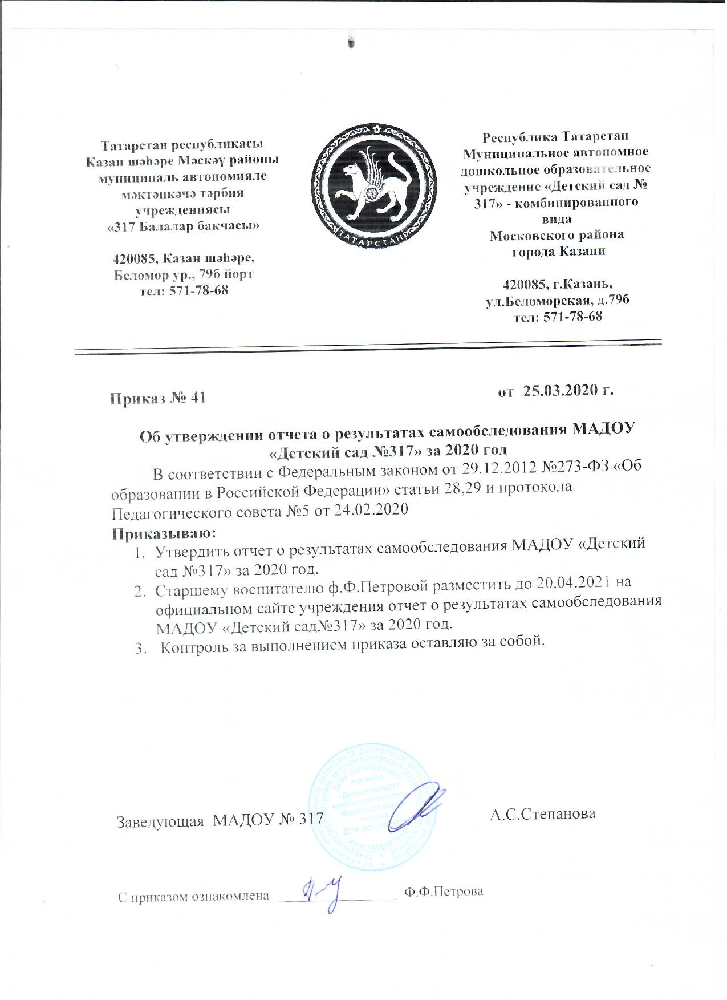 Татарстан республикасы
Казан шәһәре Мәскәү районы
муниципаль автономияле
мәктәпкәчә тәрбия
учреждениясы
«317 Балалар бакчасы»
420085, Казан шәһәре,
Беломор ур., 79б йорт
тел: 571-78-68
ТАТАРСТАН
Республика Татарстан
Муниципальное автономное
дошкольное образовательное
учреждение «Детский сад №
317» - комбинированного
вида
Московского района
города Казани
420085, г.Казань,
ул.Беломорская, д.79б
тел: 571-78-68
Приказ № 41
от 25.03.2020 г.
Об утверждении отчета о результатах самообследования МАДОУ
«Детский сад №317» за 2020 год
В соответствии с Федеральным законом от 29.12.2012 №273-ФЗ «Об
образовании в Российской Федерации» статьи 28,29 и протокола
Педагогического совета №5 от 24.02.2020
Приказываю:
1. Утвердить отчет о результатах самообследования МАДОУ «Детский
сад №317» за 2020 год.
2. Старшему воспитателю ф.Ф.Петровой разместить до 20.04.2021 на
официальном сайте учреждения отчет о результатах самообследования
МАДОУ «Детский сад№317» за 2020 год.
3. Контроль за выполнением приказа оставляю за собой.
«Детский сад №317
комбинированного
Московского
Для
Заведующая МАДОУ № 317
А.С.Степанова
С приказом ознакомлена
Ф.Ф.Петрова